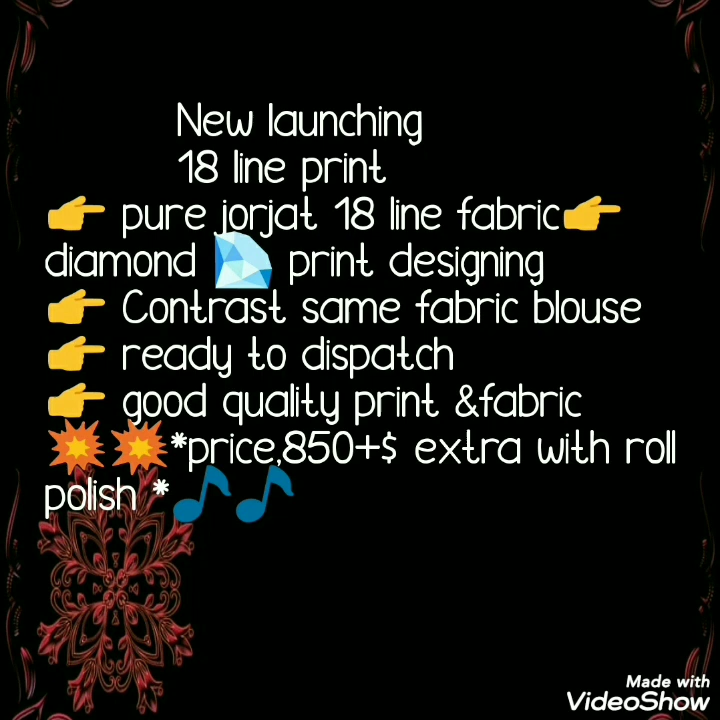 New launching
18 line print
👉 pure jorjat 18 line fabric👉
diamond 💎 print designing
👉 Contrast same fabric blouse
👉 ready to dispatch
👉 good quality print &fabric
💥💥*price,850+$ extra with roll
polish *🎵🎵
Made with
VideoShow